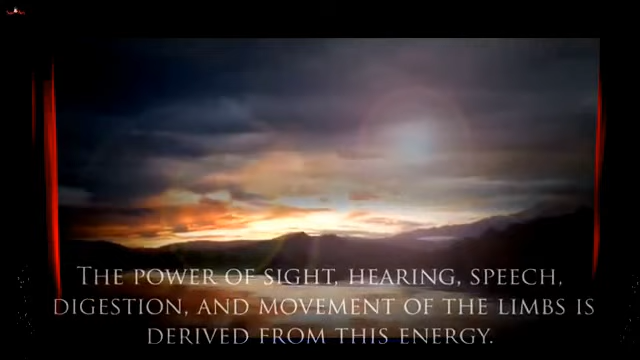 The power of sight, hearing, speech,
digestion, and movement of the limbs is
derived from this energy.